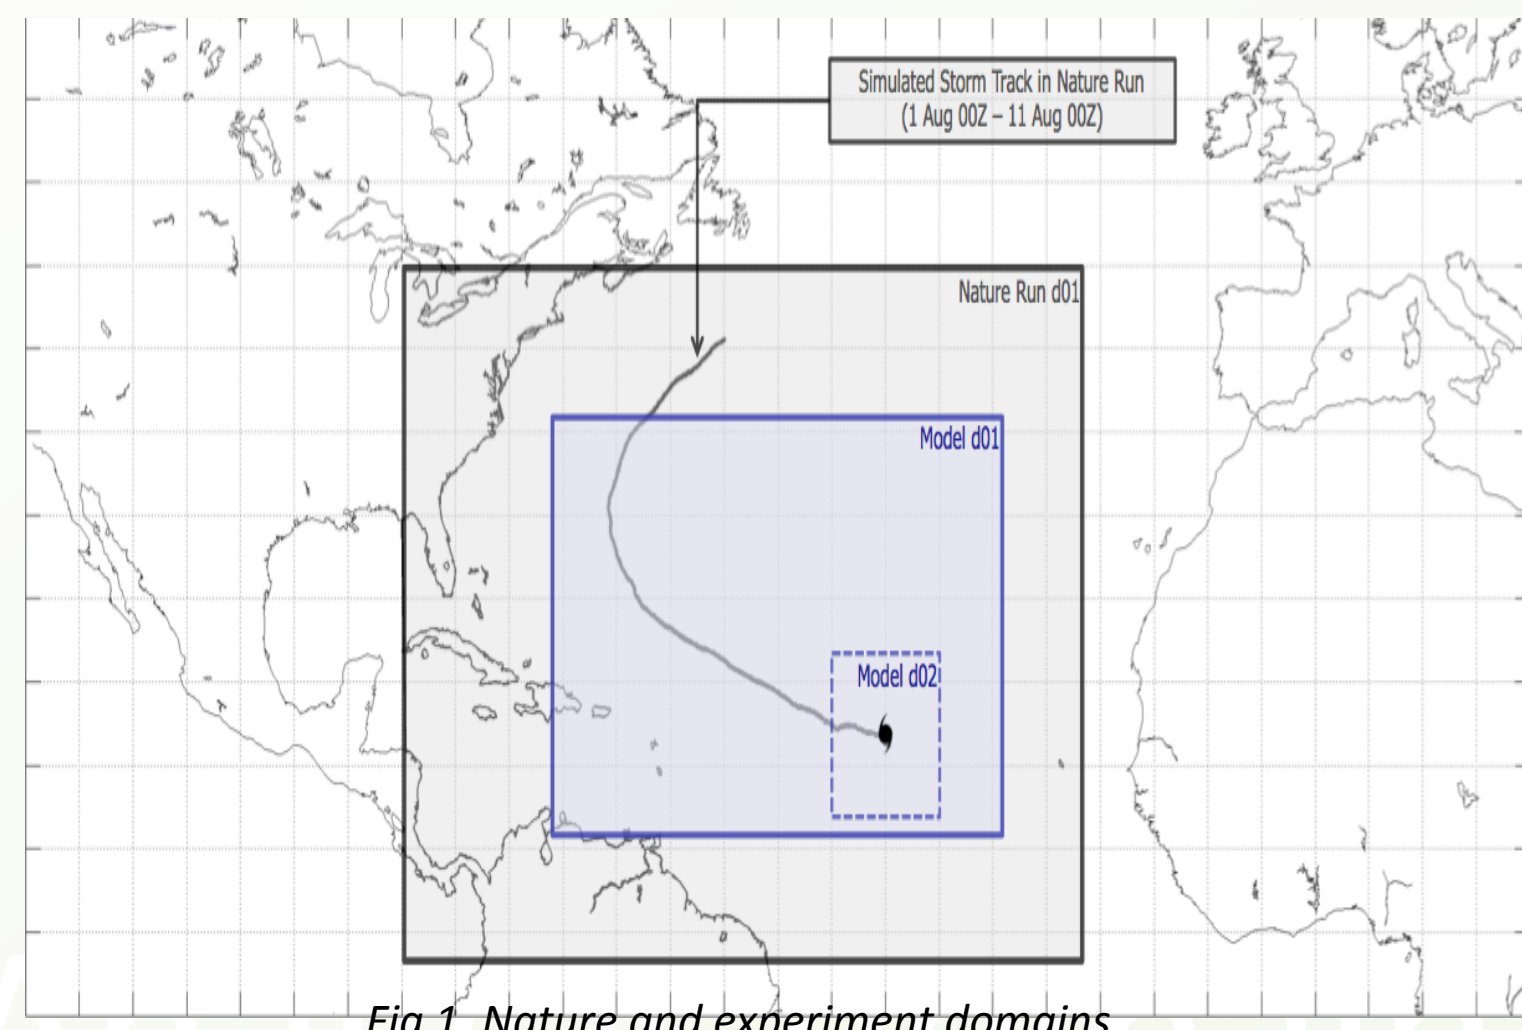 Simulated Storm Track in Nature Run
(1 Aug 00Z – 11 Aug 00Z)
Nature Run d01
Model d01
Model d02
Fig 1. Nature and experiment domains